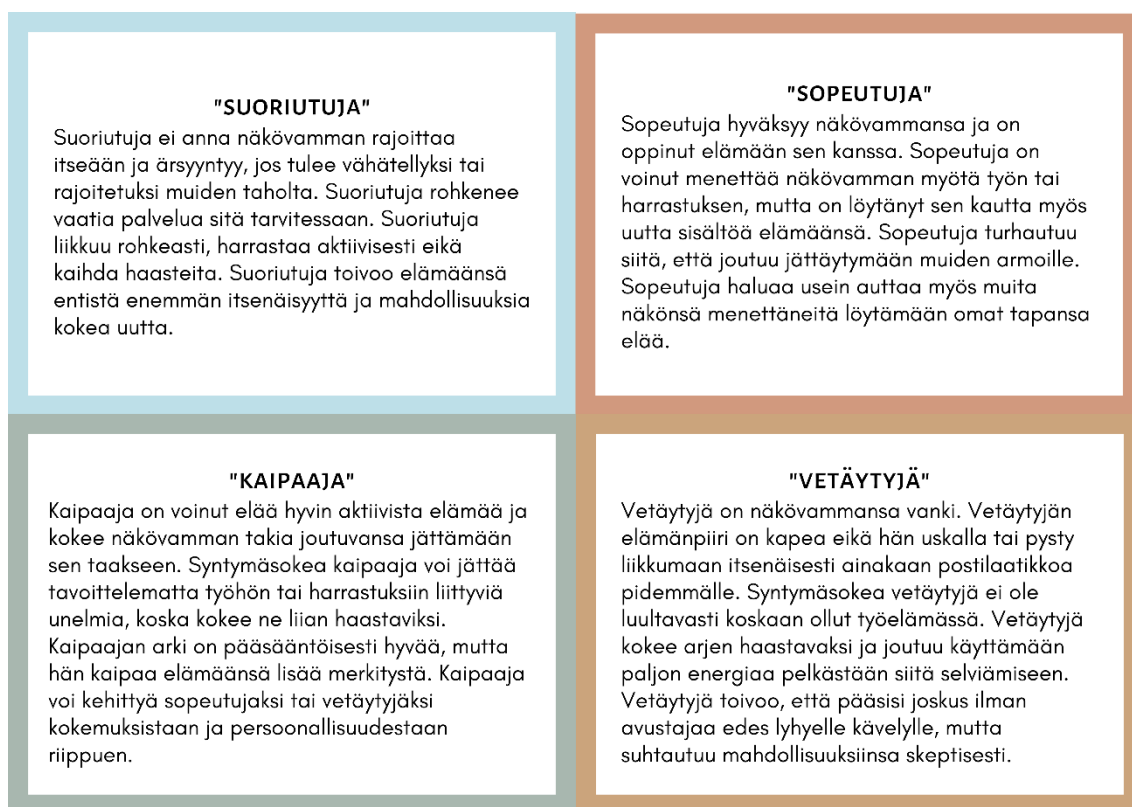 "SUORIUTUJA"
Suoriutuja ei anna näkövamman rajoittaa
itseään ja ärsyyntyy, jos tulee vähätellyksi tai
rajoitetuksi muiden taholta. Suoriutuja rohkenee
vaatia palvelua sitä tarvitessaan. Suoriutuja
liikkuu rohkeasti, harrastaa aktiivisesti eikä
kaihda haasteita. Suoriutuja toivoo elämäänsä
entistä enemmän itsenäisyyttä ja mahdollisuuksia
kokea uutta.
"SOPEUTUJA"
Sopeutuja hyväksyy näkövammansa ja on
oppinut elämään sen kanssa. Sopeutuja on
voinut menettää näkövamman myötä työn tai
harrastuksen, mutta on löytänyt sen kautta myös
uutta sisältöä elämäänsä. Sopeutuja turhautuu
siitä, että joutuu jättäytymään muiden armoille.
Sopeutuja haluaa usein auttaa myös muita
näkönsä menettäneitä löytämään omat tapansa
elää.
"KAIPAAJA"
Kaipaaja on voinut elää hyvin aktiivista elämää ja
kokee näkövamman takia joutuvansa jättämään
sen taakseen. Syntymäsokea kaipaaja voi jättää
tavoittelematta työhön tai harrastuksiin liittyviä
unelmia, koska kokee ne liian haastaviksi.
Kaipaajan arki on pääsääntöisesti hyvää, mutta
hän kaipaa elämäänsä lisää merkitystä. Kaipaaja
voi kehittyä sopeutujaksi tai vetäytyjäksi
kokemuksistaan ja persoonallisuudestaan
riippuen.
"VETÄYTYJÄ"
Vetäytyjä on näkövammansa vanki. Vetäytyjän
elämänpiiri on kapea eikä hän uskalla tai pysty
liikkumaan itsenäisesti ainakaan postilaatikkoa
pidemmälle. Syntymäsokea vetäytyjä ei ole
luultavasti koskaan ollut työelämässä. Vetäytyjä
kokee arjen haastavaksi ja joutuu käyttämään
paljon energiaa pelkästään siitä selviämiseen.
Vetäytyjä toivoo, että pääsisi joskus ilman
avustajaa edes lyhyelle kävelylle, mutta
suhtautuu mahdollisuuksiinsa skeptisesti.